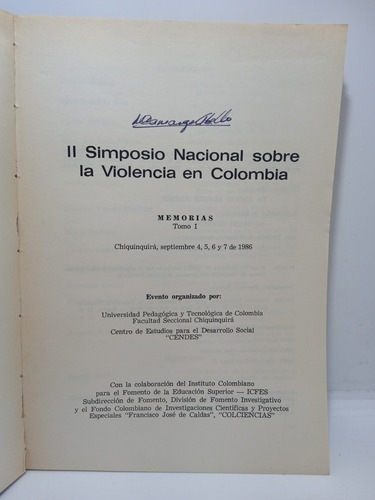 II Simposio Nacional sobre
la Violencia en Colombia
MEMORIAS
Tomo I
Chiquinquirá, septiembre 4, 5, 6 y 7 de 1986
Evento organizado por:
Universidad Pedagógica y Tecnológica de Colombia
Facultad Seccional Chiquinquirá
Centro de Estudios para el Desarrollo Social
"CENDES"
Con la colaboración del Instituto Colombiano
para el Fomento de la Educación Superior — ICFES
Subdirección de Fomento, División de Fomento Investigativo
y el Fondo Colombiano de Investigaciones Científicas y Proyectos
Especiales "Francisco José de Caldas", "COLCIENCIAS"